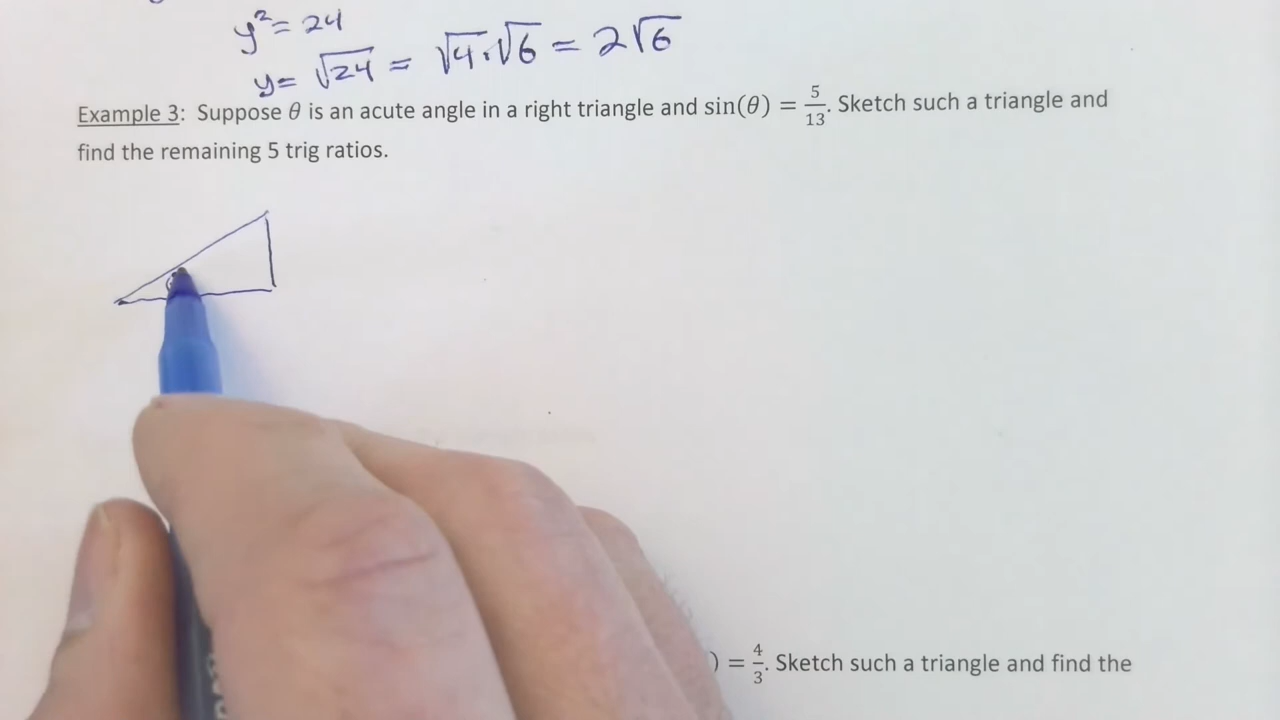 y² = 24
y = √24 = √4·√6 = 2√6
Example 3: Suppose θ is an acute angle in a right triangle and sin(θ) = 5/13. Sketch such a triangle and
find the remaining 5 trig ratios.
) = 4/3. Sketch such a triangle and find the